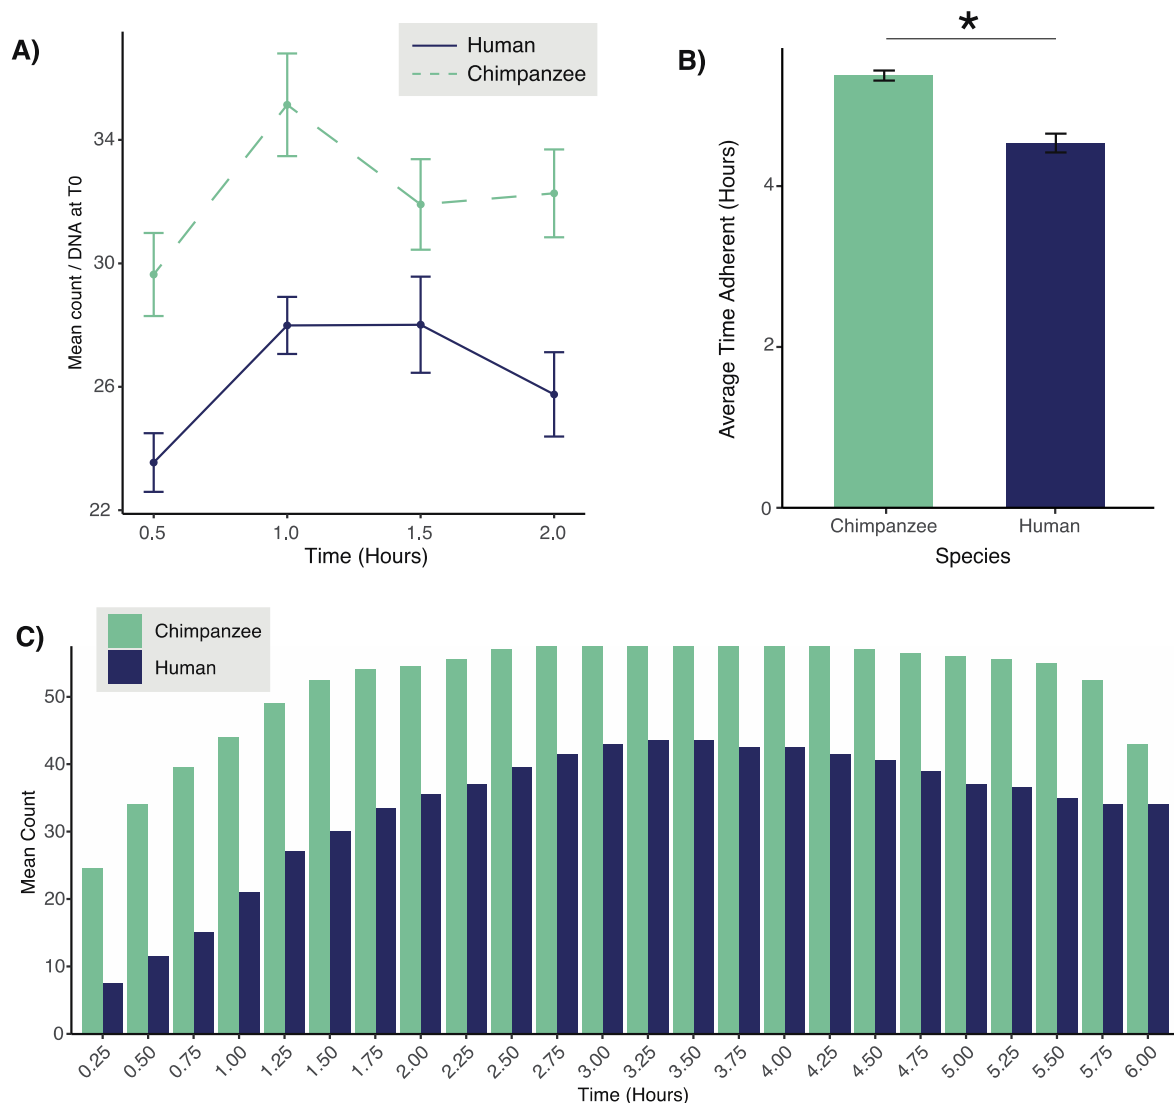 A)
Human
Chimpanzee
34
30
26
22
Mean count / DNA at T0
0.5 1.0 1.5 2.0
Time (Hours)
B)
*
4
2
0
Average Time Adherent (Hours)
Chimpanzee Human
Species
C)
Chimpanzee
Human
50
40
30
20
10
0
Mean Count
0.25 0.50 0.75 1.00 1.25 1.50 1.75 2.00 2.25 2.50 2.75 3.00 3.25 3.50 3.75 4.00 4.25 4.50 4.75 5.00 5.25 5.50 5.75 6.00
Time (Hours)